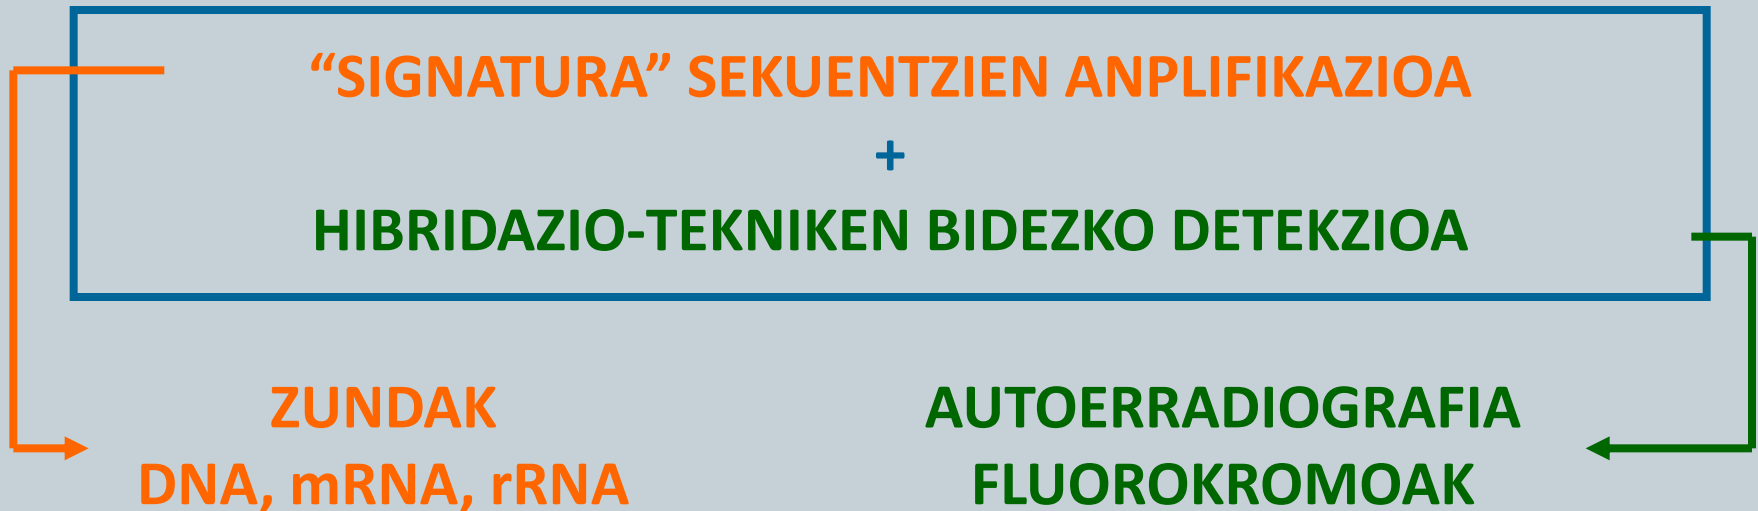 “SIGNATURA” SEKUENTZIEN ANPLIFIKAZIOA
+
HIBRIDAZIO-TEKNIKEN BIDEZKO DETEKZIOA
ZUNDAK
DNA, mRNA, rRNA
AUTOERRADIOGRAFIA
FLUOROKROMOAK